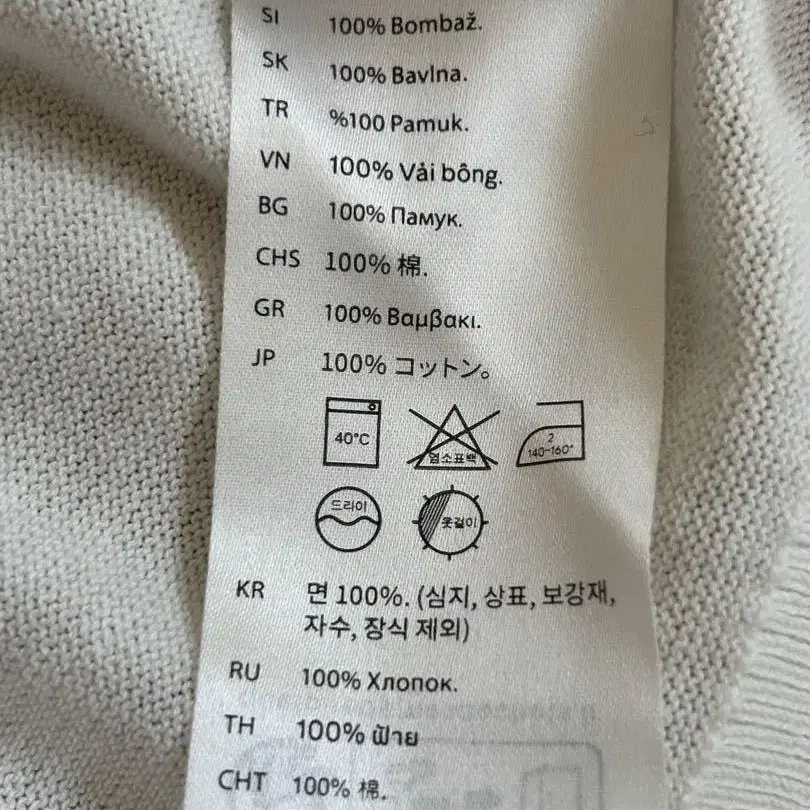 SI 100% Bombaž.
SK 100% Bavlna.
TR %100 Pamuk.
VN 100% Vải bông.
BG 100% Памук.
CHS 100% 棉.
GR 100% Βαμβακι.
JP 100% コットン。
40°C
염소표백
2
140-160°
드라이
옷걸이
KR 면 100%. (심지, 상표, 보강재,
자수, 장식 제외)
RU 100% Хлопок.
TH 100% ฝ้าย
CHT 100% 棉.